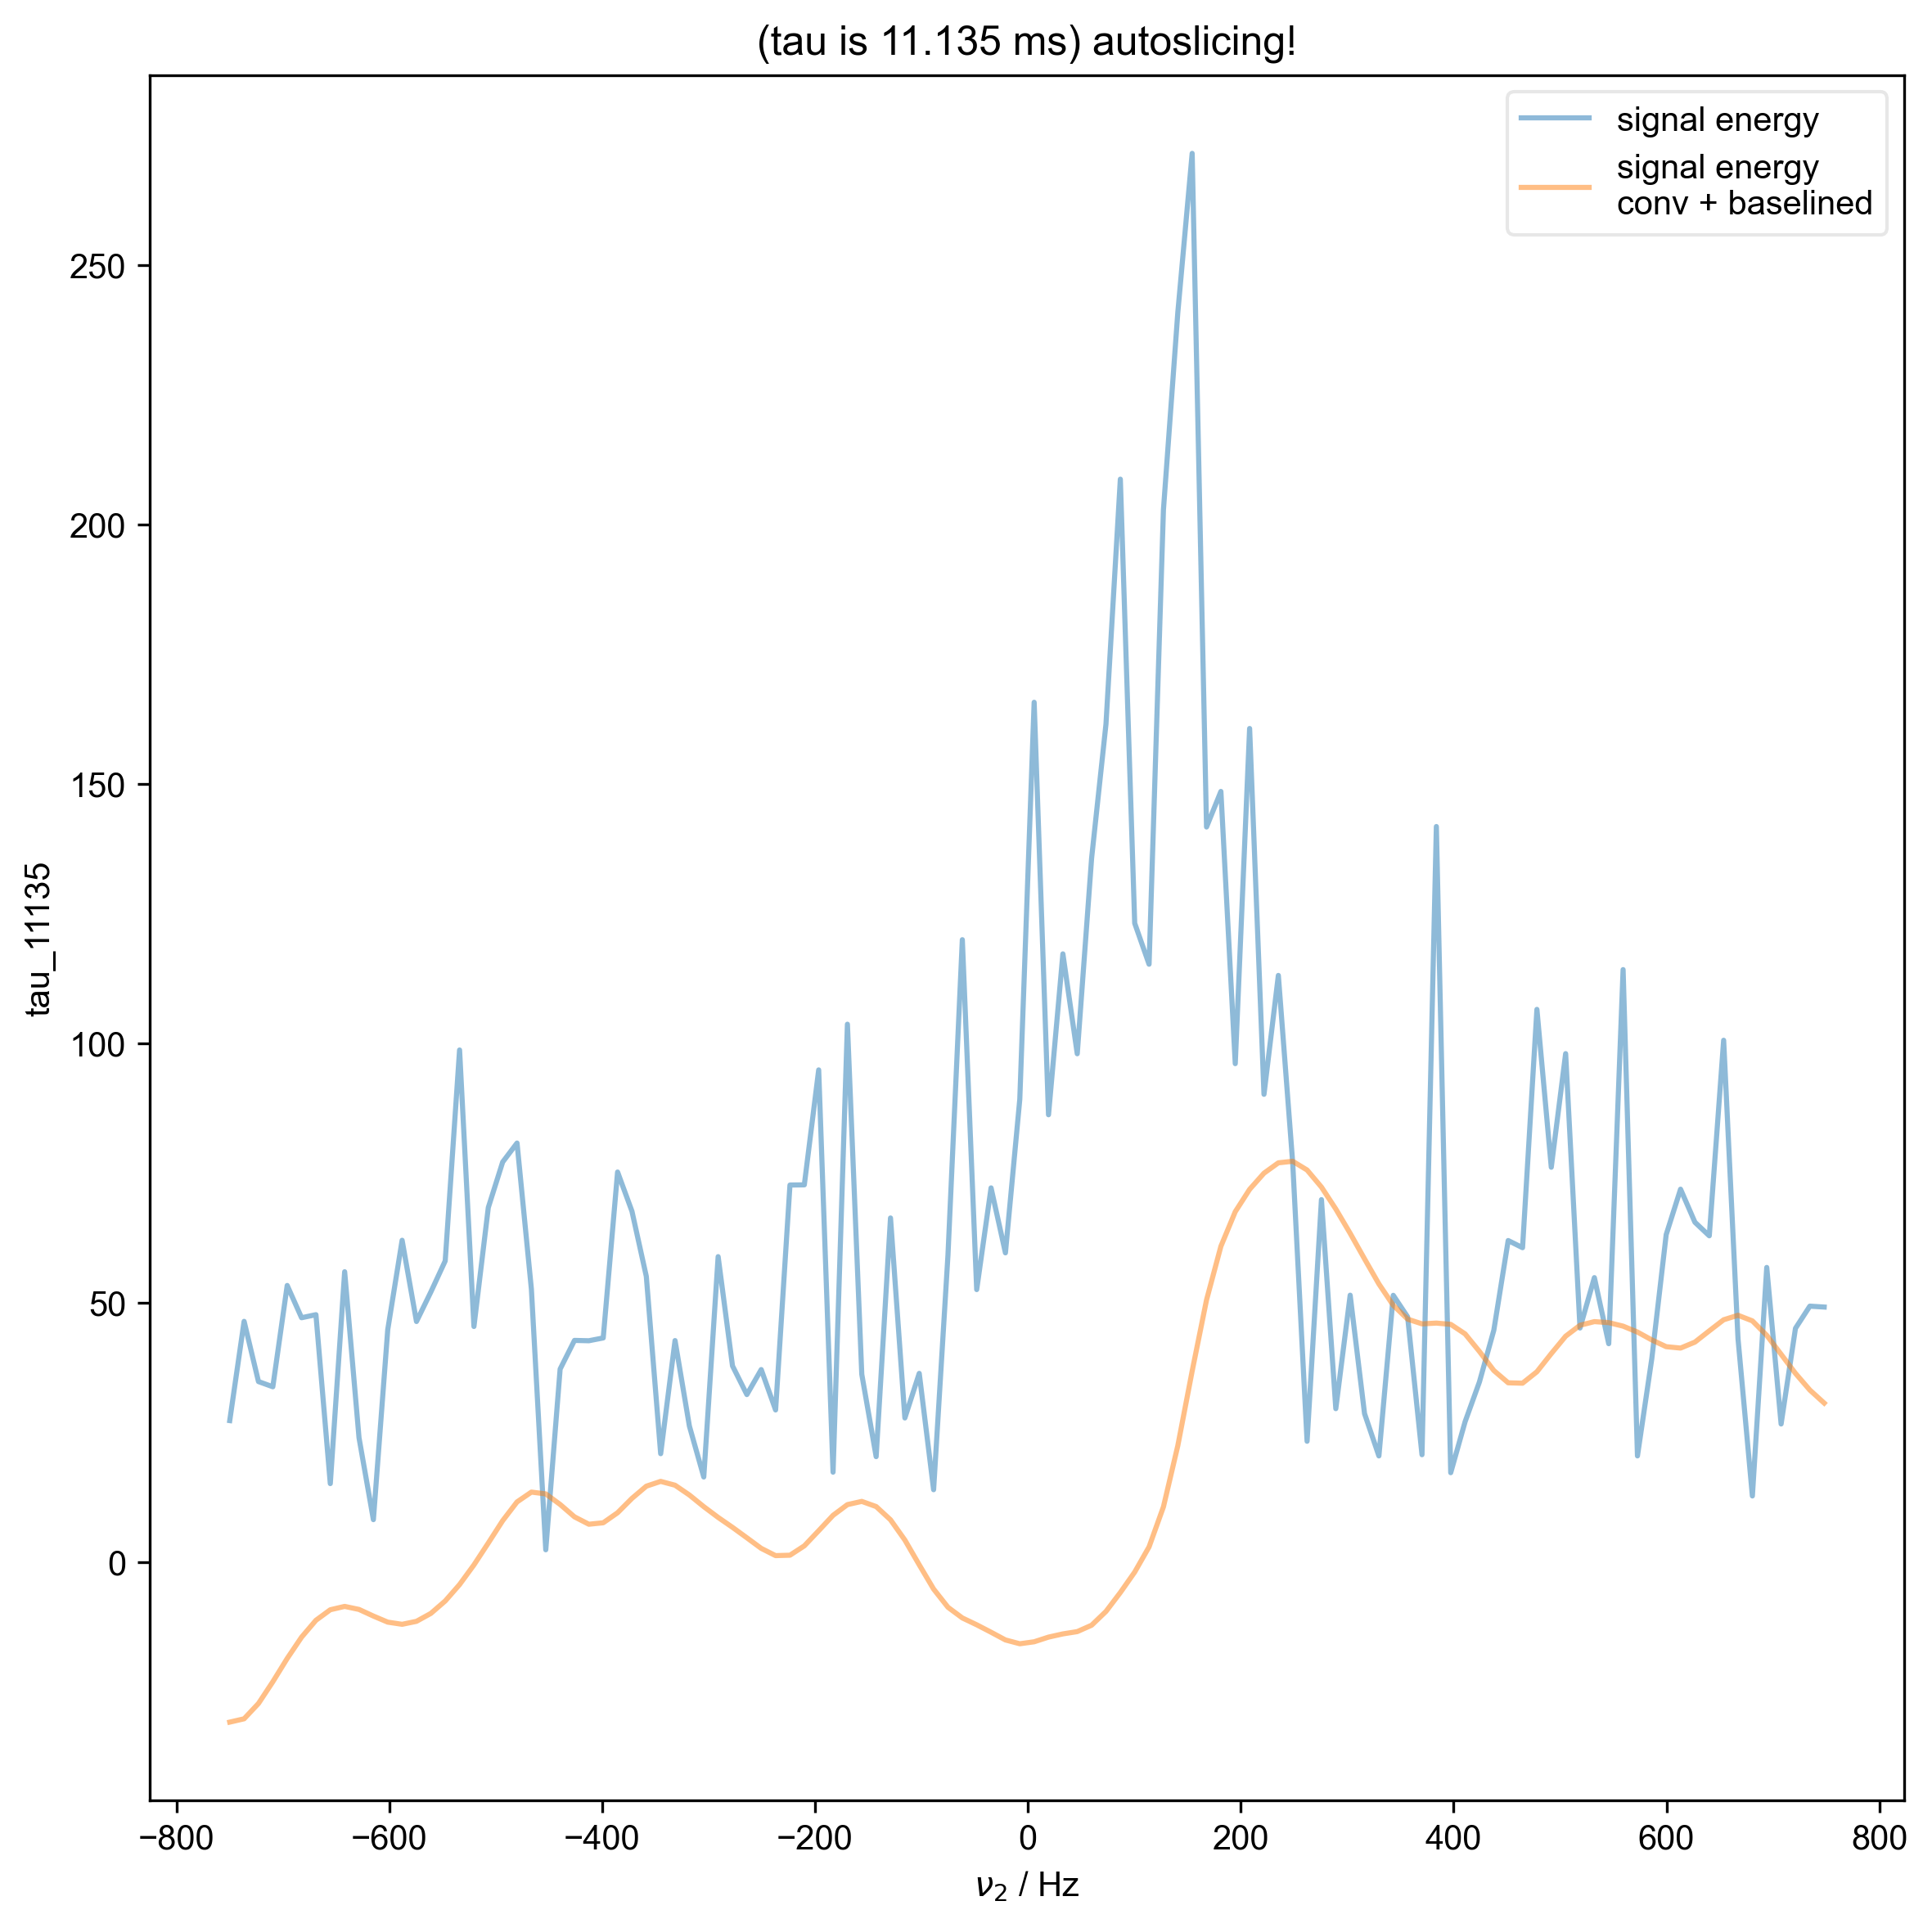 (tau is 11.135 ms) autoslicing!
signal energy
signal energy
conv + baselined
250
200
150
100
50
0
tau_11135
−800 −600 −400 −200 0 200 400 600 800
ν₂ / Hz